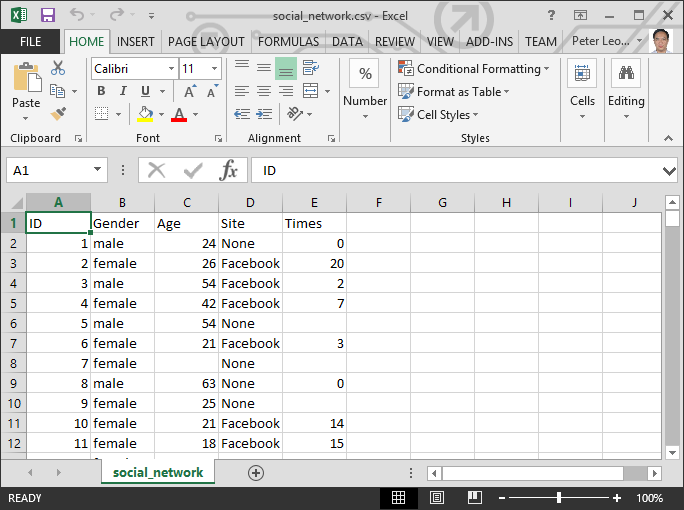 social_network.csv - Excel
FILE HOME INSERT PAGE LAYOUT FORMULAS DATA REVIEW VIEW ADD-INS TEAM Peter Leo...
Paste
Clipboard
Calibri 11
B I U
A A
A
Font
Alignment
%
Number
Conditional Formatting
Format as Table
Cell Styles
Styles
Cells
Editing
A1 fx ID
A B C D E F G H I J
1 ID Gender Age Site Times
2 1 male 24 None 0
3 2 female 26 Facebook 20
4 3 male 54 Facebook 2
5 4 female 42 Facebook 7
6 5 male 54 None
7 6 female 21 Facebook 3
8 7 female None
9 8 male 63 None 0
10 9 female 25 None
11 10 female 21 Facebook 14
12 11 female 18 Facebook 15
social_network
READY 100%